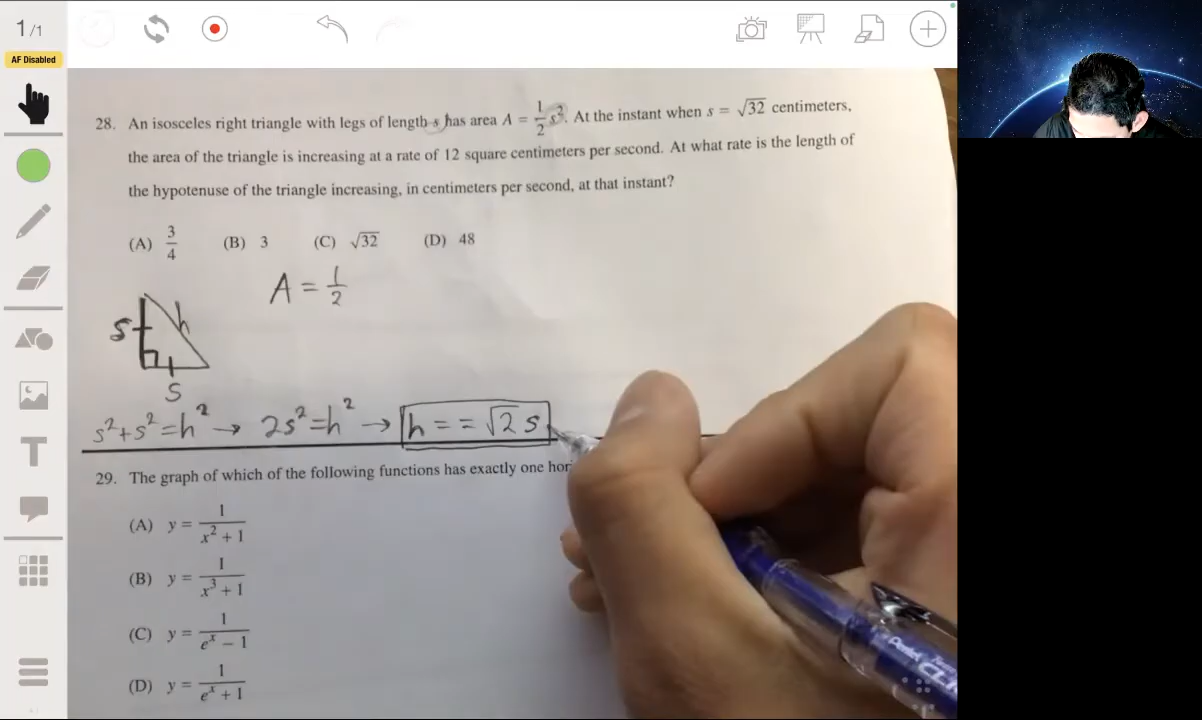 1/1
AF Disabled
28. An isosceles right triangle with legs of length s has area A = 1/2 s². At the instant when s = √32 centimeters,
the area of the triangle is increasing at a rate of 12 square centimeters per second. At what rate is the length of
the hypotenuse of the triangle increasing, in centimeters per second, at that instant?
(A) 3/4 (B) 3 (C) √32 (D) 48
A = 1/2
s h
s
s²+s²=h² → 2s²=h² → h = = √2 s
29. The graph of which of the following functions has exactly one
(A) y = 1/(x² + 1)
(B) y = 1/(x³ + 1)
(C) y = 1/(eˣ − 1)
(D) y = 1/(eˣ + 1)
T
Pentel